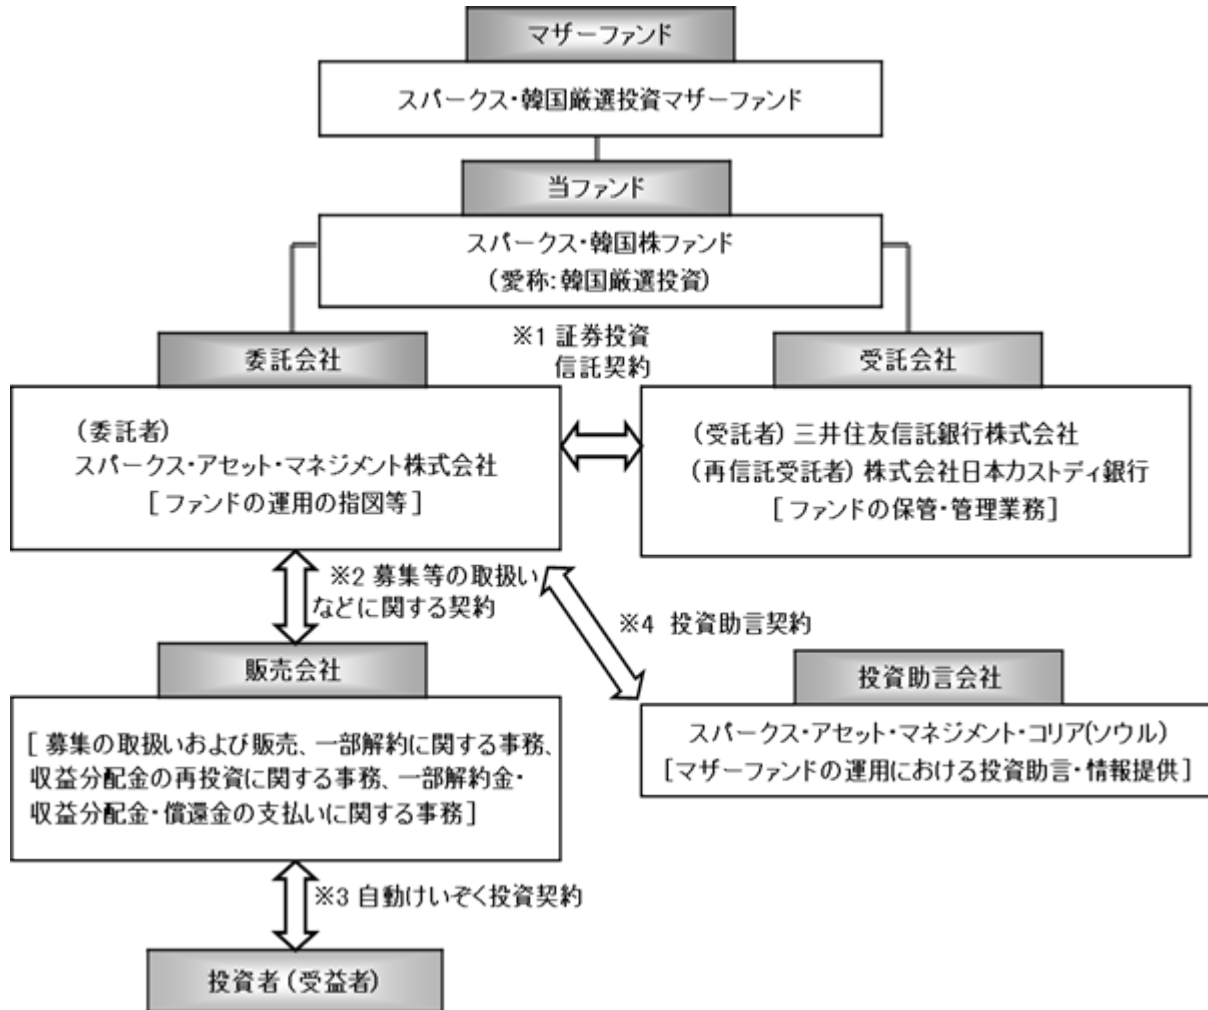 マザーファンド
スパークス・韓国厳選投資マザーファンド
当ファンド
スパークス・韓国株ファンド
(愛称:韓国厳選投資)
※1 証券投資
信託契約
委託会社
受託会社
(委託者)
スパークス・アセット・マネジメント株式会社
[ファンドの運用の指図等]
(受託者) 三井住友信託銀行株式会社
(再信託受託者) 株式会社日本カストディ銀行
[ファンドの保管・管理業務]
※2 募集等の取扱い
などに関する契約
※4 投資助言契約
販売会社
投資助言会社
[募集の取扱いおよび販売、一部解約に関する事務、
収益分配金の再投資に関する事務、一部解約金・
収益分配金・償還金の支払いに関する事務]
スパークス・アセット・マネジメント・コリア(ソウル)
[マザーファンドの運用における投資助言・情報提供]
※3 自動けいぞく投資契約
投資者(受益者)